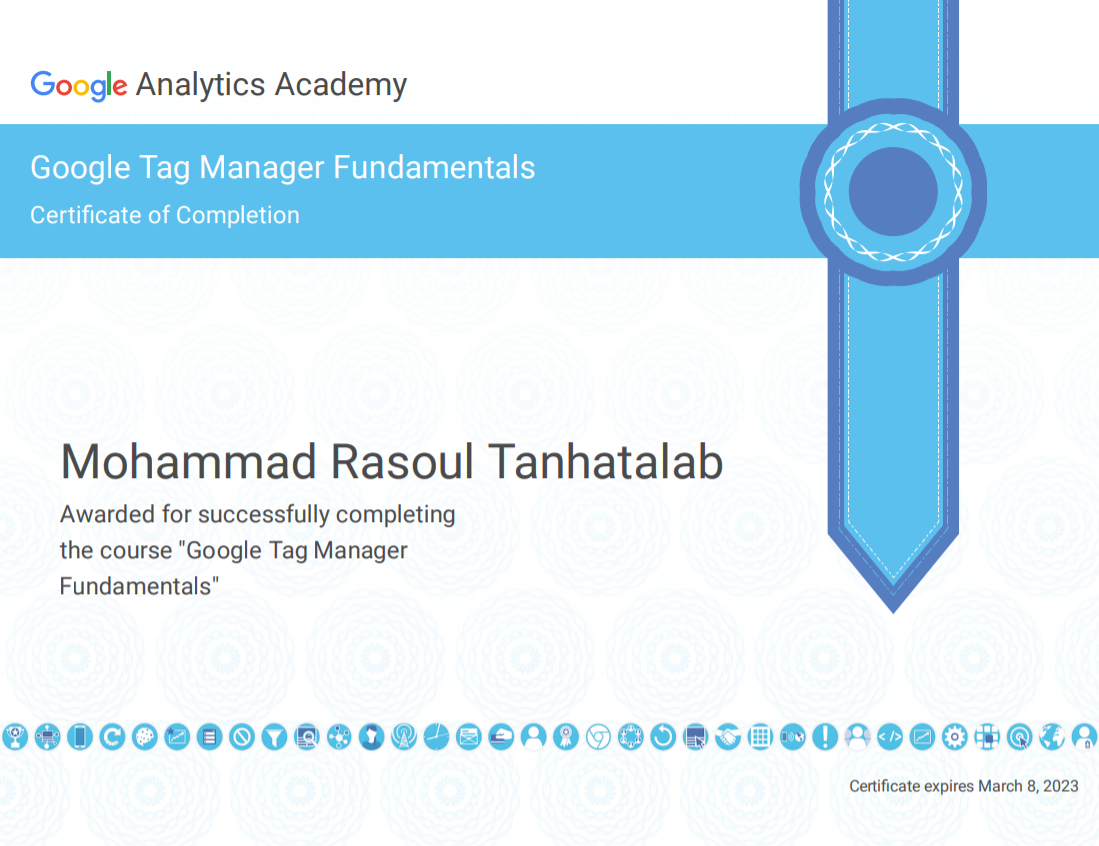 Google Analytics Academy
Google Tag Manager Fundamentals
Certificate of Completion
Mohammad Rasoul Tanhatalab
Awarded for successfully completing
the course "Google Tag Manager
Fundamentals"
Certificate expires March 8, 2023